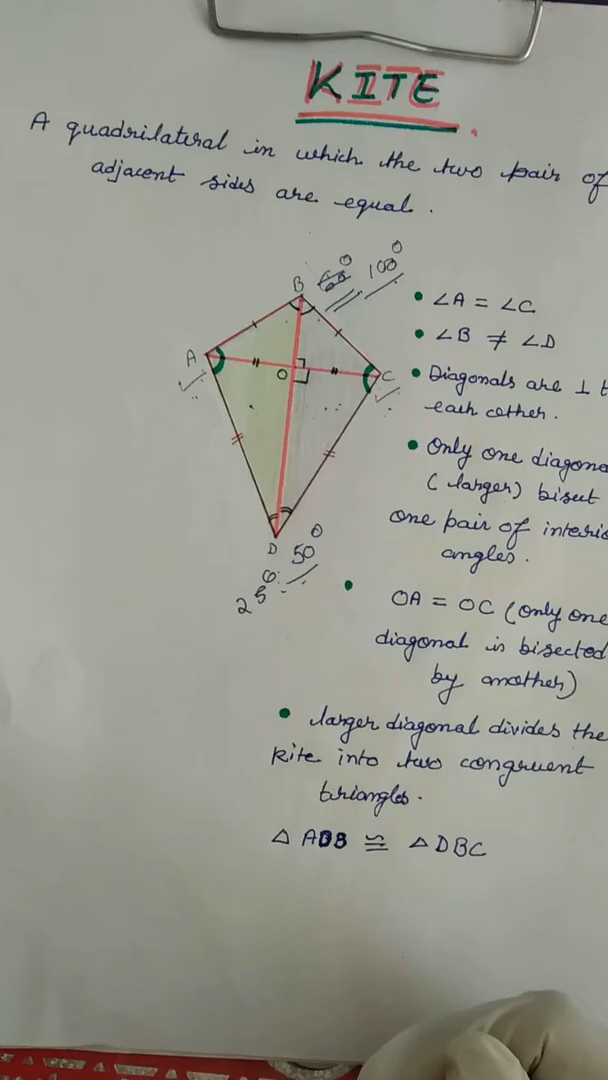 KITE
A quadrilateral in which the two pair of
adjacent sides are equal.
100°
B
A
C
O
D 50°
25°
• ∠A = ∠C
• ∠B ≠ ∠D
• Diagonals are ⊥ t
each other.
• Only one diagona
(larger) bisect
one pair of interio
angles.
• OA = OC (only one
diagonal is bisected
by another)
• larger diagonal divides the
kite into two congruent
triangles.
△ ADB ≅ △ DBC